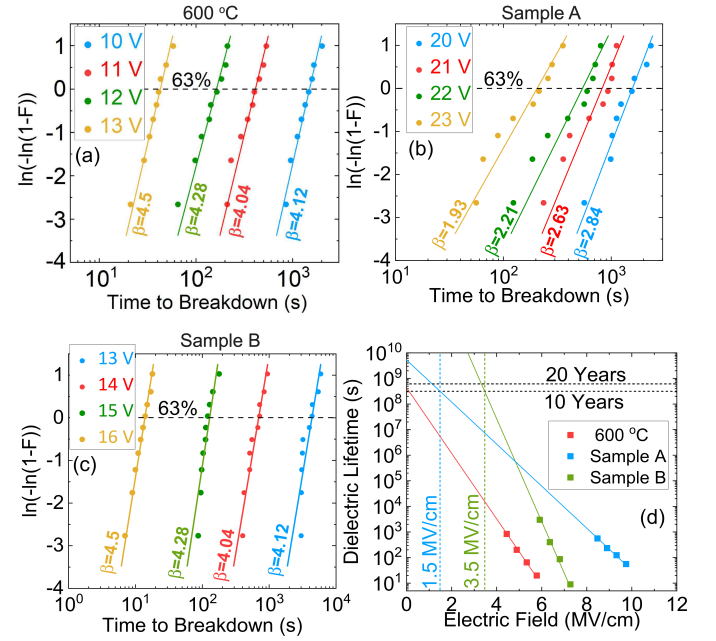 600 °C
10 V
11 V
12 V
13 V
63%
(a)
β=4.5
β=4.28
β=4.04
β=4.12
ln(-ln(1-F))
1
0
-1
-2
-3
-4
10¹ 10² 10³
Time to Breakdown (s)
Sample A
20 V
21 V
22 V
23 V
63%
(b)
β=1.93
β=2.21
β=2.63
β=2.84
ln(-ln(1-F))
1
0
-1
-2
-3
-4
10¹ 10² 10³
Time to Breakdown (s)
Sample B
13 V
14 V
15 V
16 V
63%
(c)
β=4.5
β=4.28
β=4.04
β=4.12
ln(-ln(1-F))
1
0
-1
-2
-3
-4
10⁰ 10¹ 10² 10³ 10⁴
Time to Breakdown (s)
10¹⁰
10⁹
10⁸
10⁷
10⁶
10⁵
10⁴
10³
10²
10¹
Dielectric Lifetime (s)
20 Years
10 Years
600 °C
Sample A
Sample B
(d)
1.5 MV/cm
3.5 MV/cm
0 2 4 6 8 10 12
Electric Field (MV/cm)